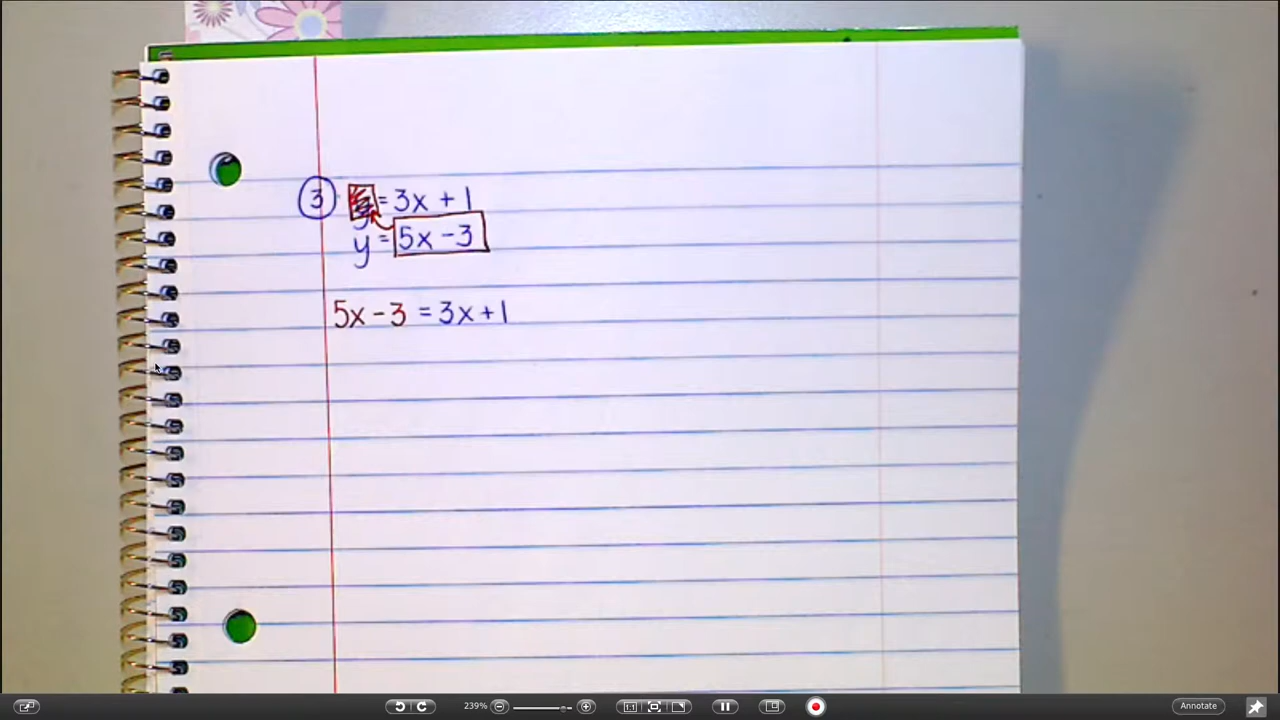 3 = 3x + 1
y = 5x - 3
5x - 3 = 3x + 1
239%
Annotate